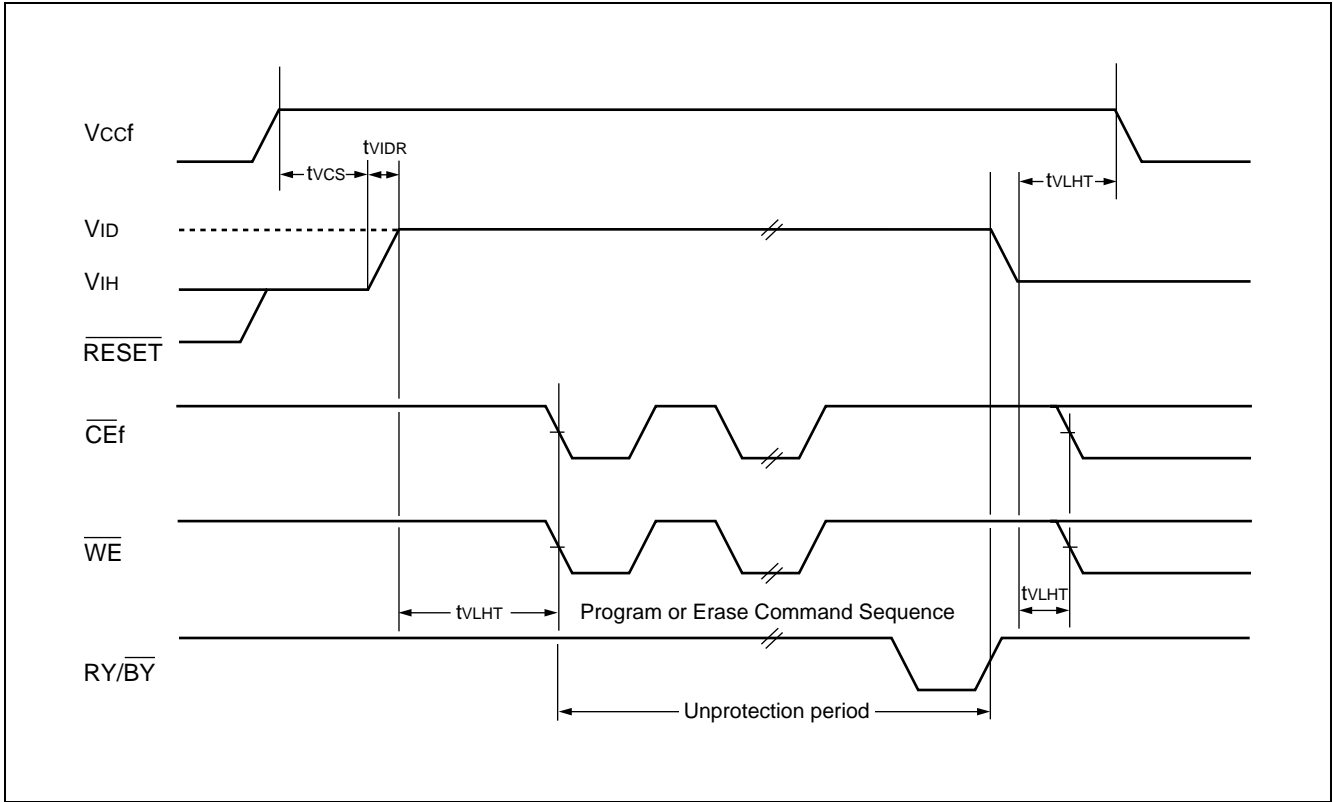 VCCf
tVIDR
tVCS
tVLHT
VID
VIH
RESET
CEf
WE
tVLHT
tVLHT
Program or Erase Command Sequence
RY/BY
Unprotection period